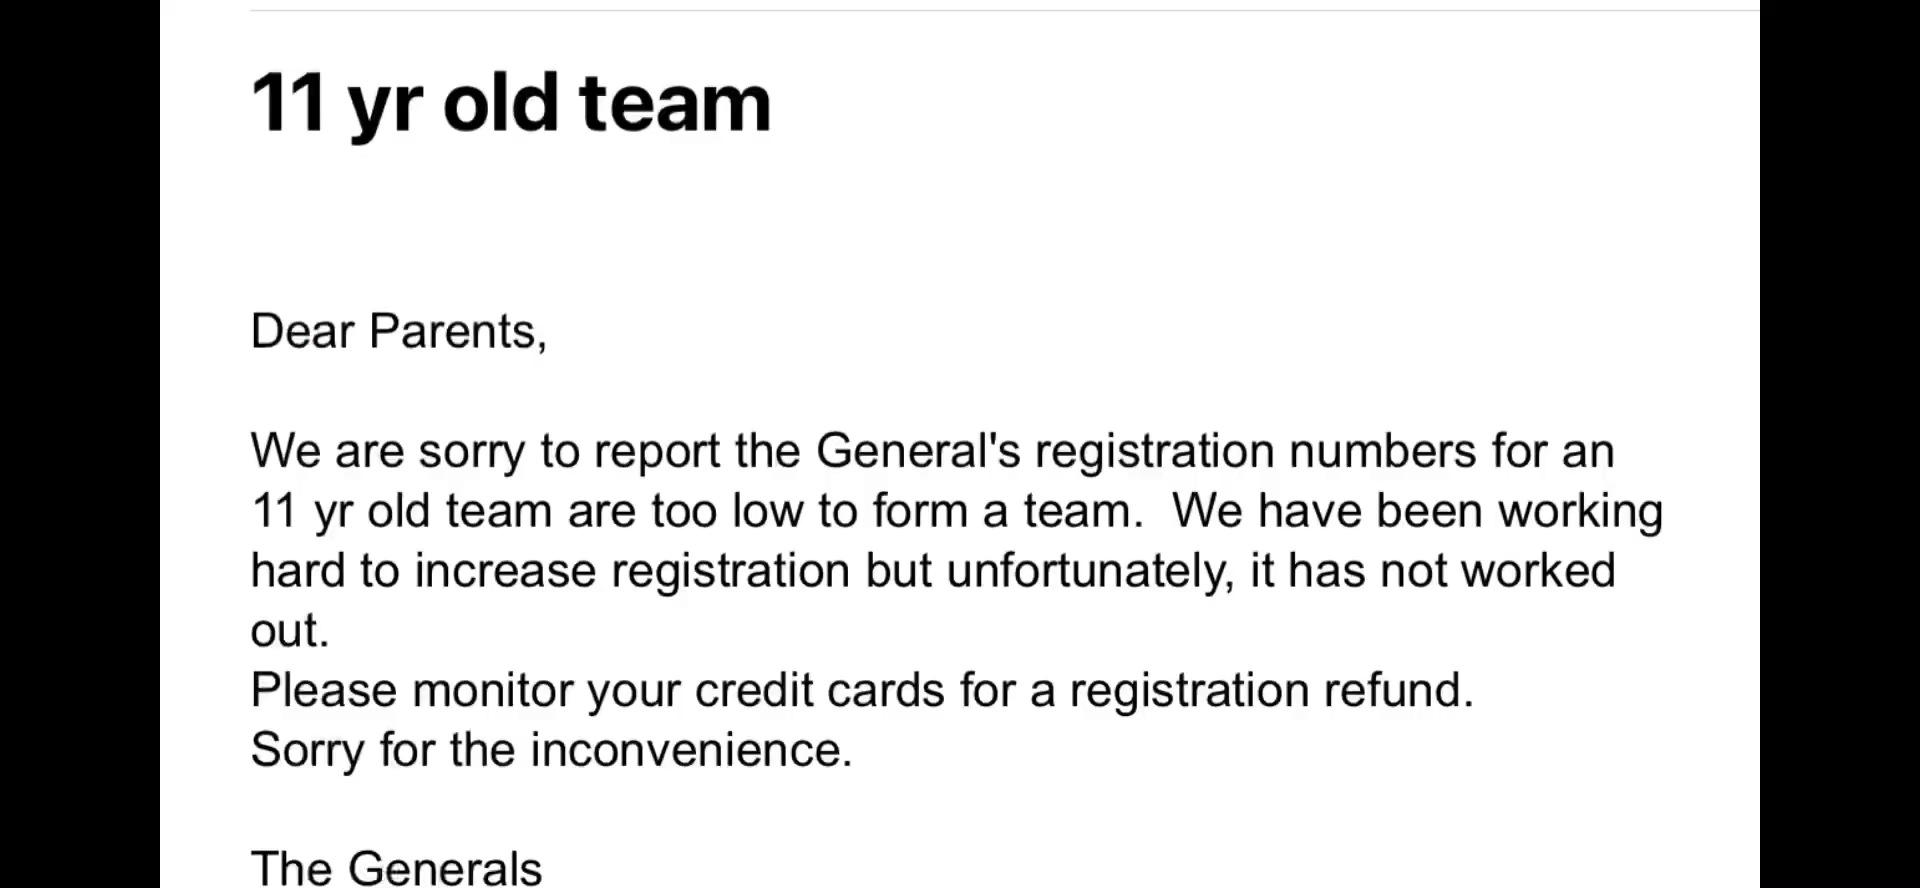 11 yr old team
Dear Parents,
We are sorry to report the General's registration numbers for an
11 yr old team are too low to form a team.  We have been working
hard to increase registration but unfortunately, it has not worked
out.
Please monitor your credit cards for a registration refund.
Sorry for the inconvenience.
The Generals